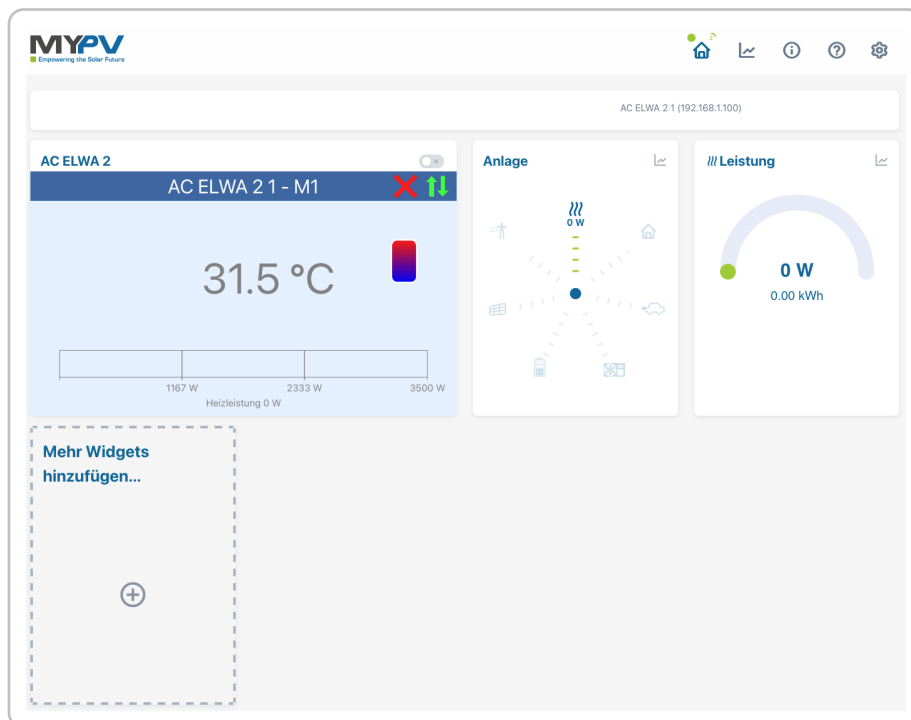 MYPV
Empowering the Solar Future
AC ELWA 2 1 (192.168.1.100)
AC ELWA 2
AC ELWA 2 1 - M1
31.5 °C
1167 W
2333 W
3500 W
Heizleistung 0 W
Anlage
0 W
Leistung
0 W
0.00 kWh
Mehr Widgets
hinzufügen...